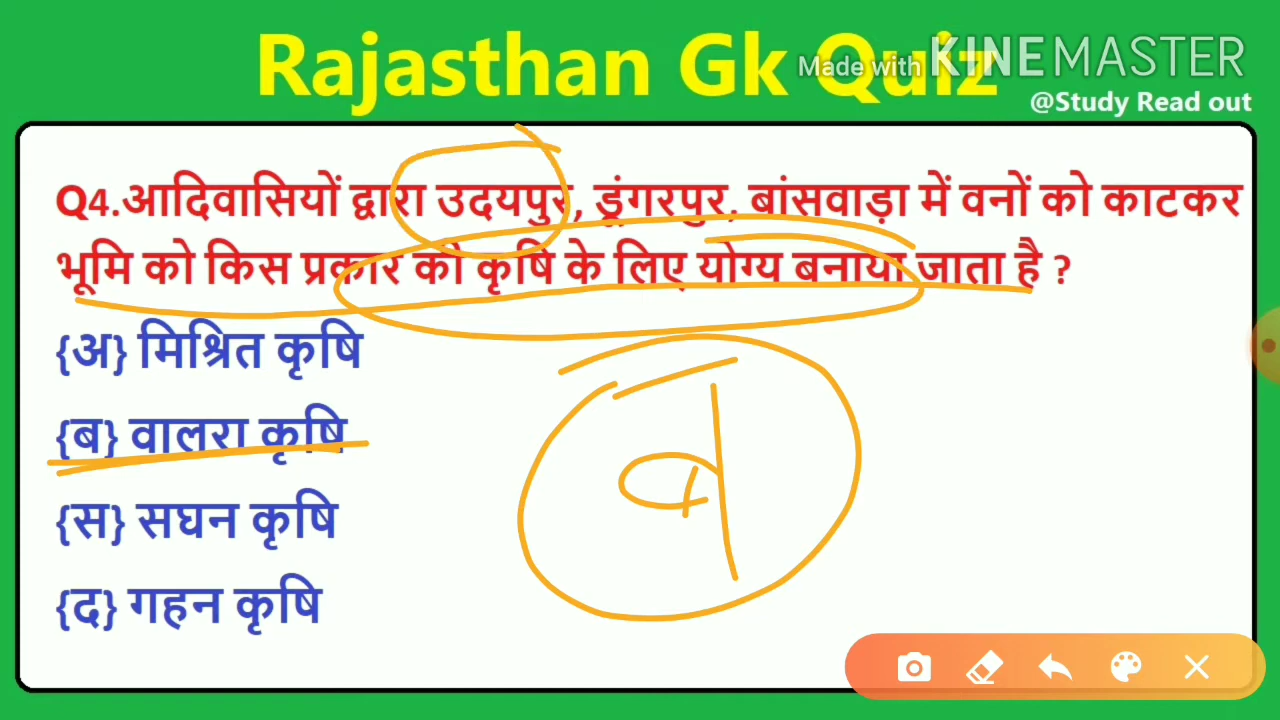 Rajasthan Gk Quiz
Made with KINEMASTER
@Study Read out
Q4.आदिवासियों द्वारा उदयपुर, डूंगरपुर, बांसवाड़ा में वनों को काटकर
भूमि को किस प्रकार की कृषि के लिए योग्य बनाया जाता है ?
{अ} मिश्रित कृषि
{ब} वालरा कृषि
{स} सघन कृषि
{द} गहन कृषि
ब